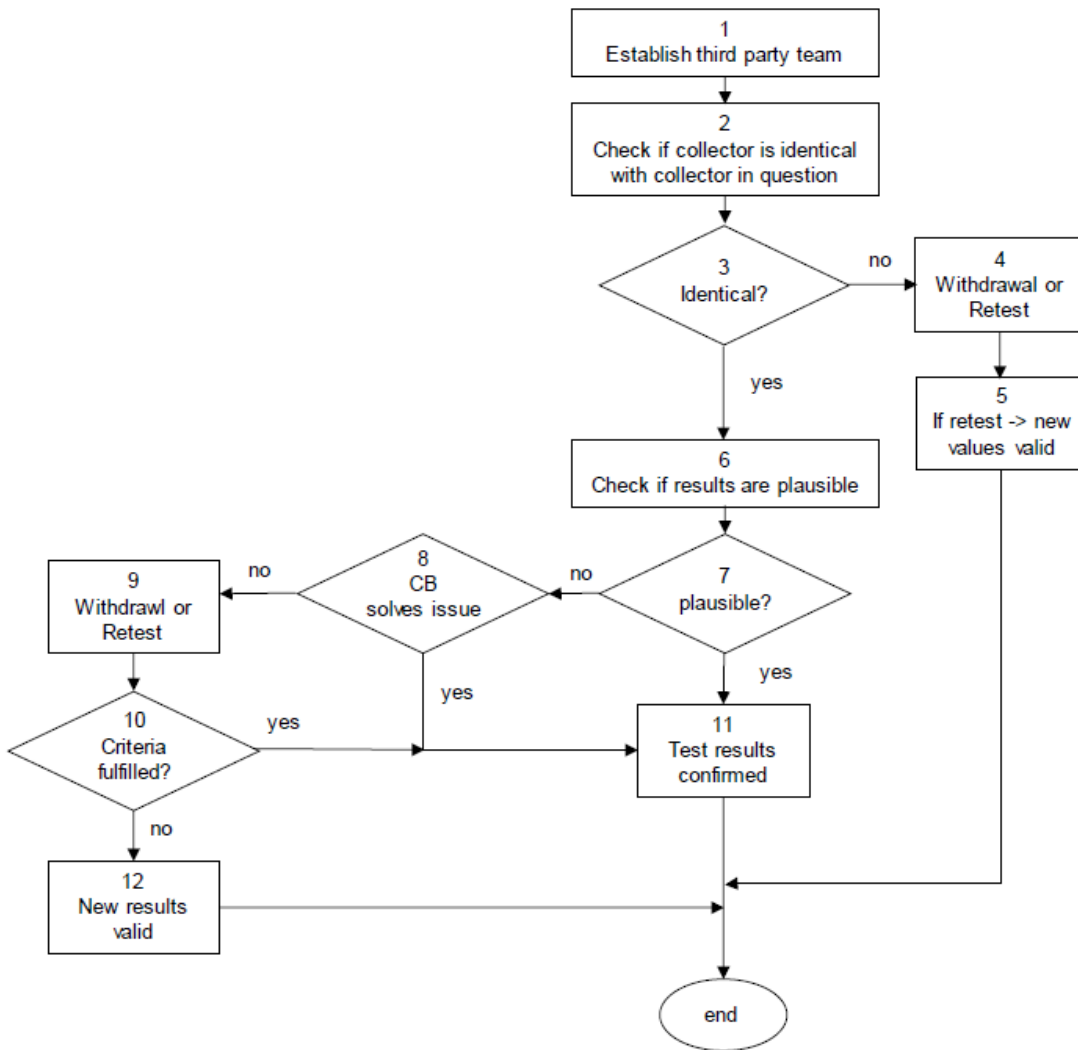 1
Establish third party team
2
Check if collector is identical
with collector in question
3
Identical?
no
4
Withdrawal or
Retest
yes
5
If retest -> new
values valid
6
Check if results are plausible
7
plausible?
no
8
CB
solves issue
no
9
Withdrawl or
Retest
yes
yes
10
Criteria
fulfilled?
yes
11
Test results
confirmed
no
12
New results
valid
end